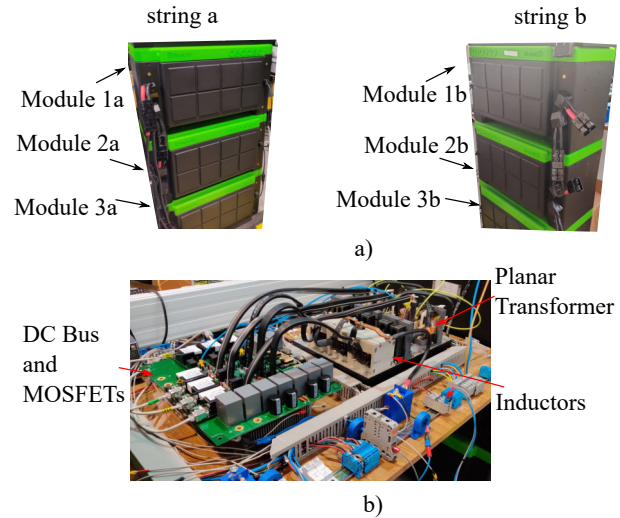 string a
string b
Module 1a
Module 2a
Module 3a
Module 1b
Module 2b
Module 3b
a)
Planar
Transformer
DC Bus
and
MOSFETs
Inductors
b)